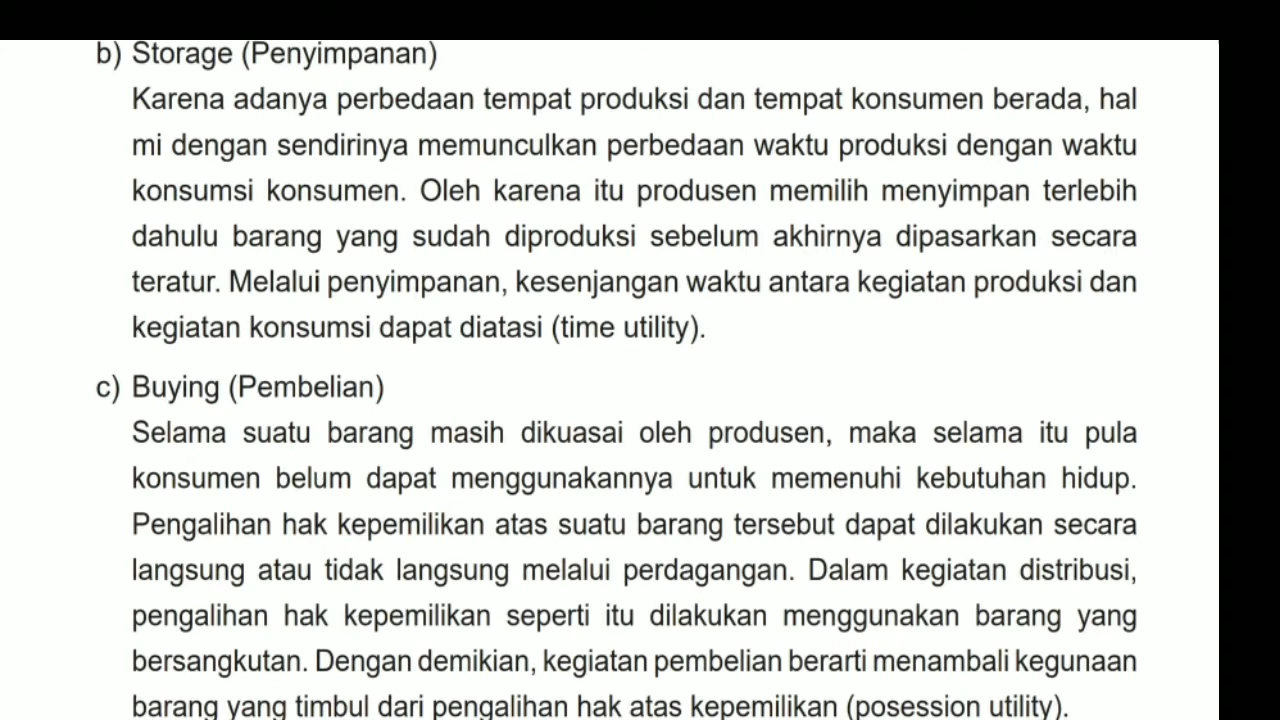 b) Storage (Penyimpanan)
Karena adanya perbedaan tempat produksi dan tempat konsumen berada, hal
mi dengan sendirinya memunculkan perbedaan waktu produksi dengan waktu
konsumsi konsumen. Oleh karena itu produsen memilih menyimpan terlebih
dahulu barang yang sudah diproduksi sebelum akhirnya dipasarkan secara
teratur. Melalui penyimpanan, kesenjangan waktu antara kegiatan produksi dan
kegiatan konsumsi dapat diatasi (time utility).
c) Buying (Pembelian)
Selama suatu barang masih dikuasai oleh produsen, maka selama itu pula
konsumen belum dapat menggunakannya untuk memenuhi kebutuhan hidup.
Pengalihan hak kepemilikan atas suatu barang tersebut dapat dilakukan secara
langsung atau tidak langsung melalui perdagangan. Dalam kegiatan distribusi,
pengalihan hak kepemilikan seperti itu dilakukan menggunakan barang yang
bersangkutan. Dengan demikian, kegiatan pembelian berarti menambali kegunaan
barang yang timbul dari pengalihan hak atas kepemilikan (posession utility).